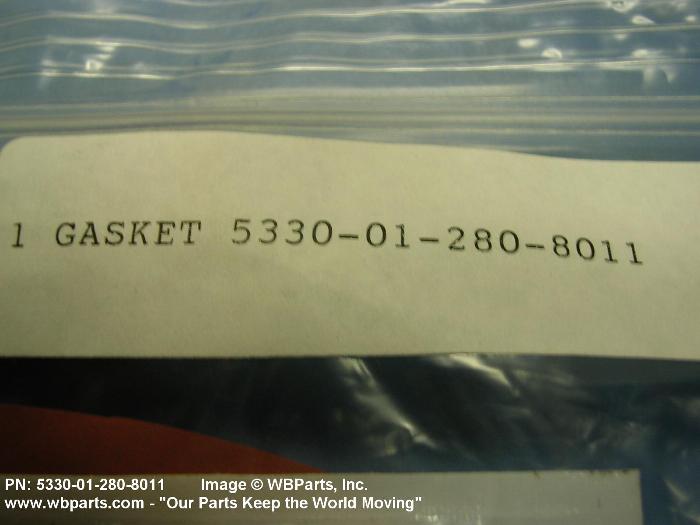 1 GASKET 5330-01-280-8011
PN: 5330-01-280-8011 Image © WBParts, Inc.
www.wbparts.com - "Our Parts Keep the World Moving"